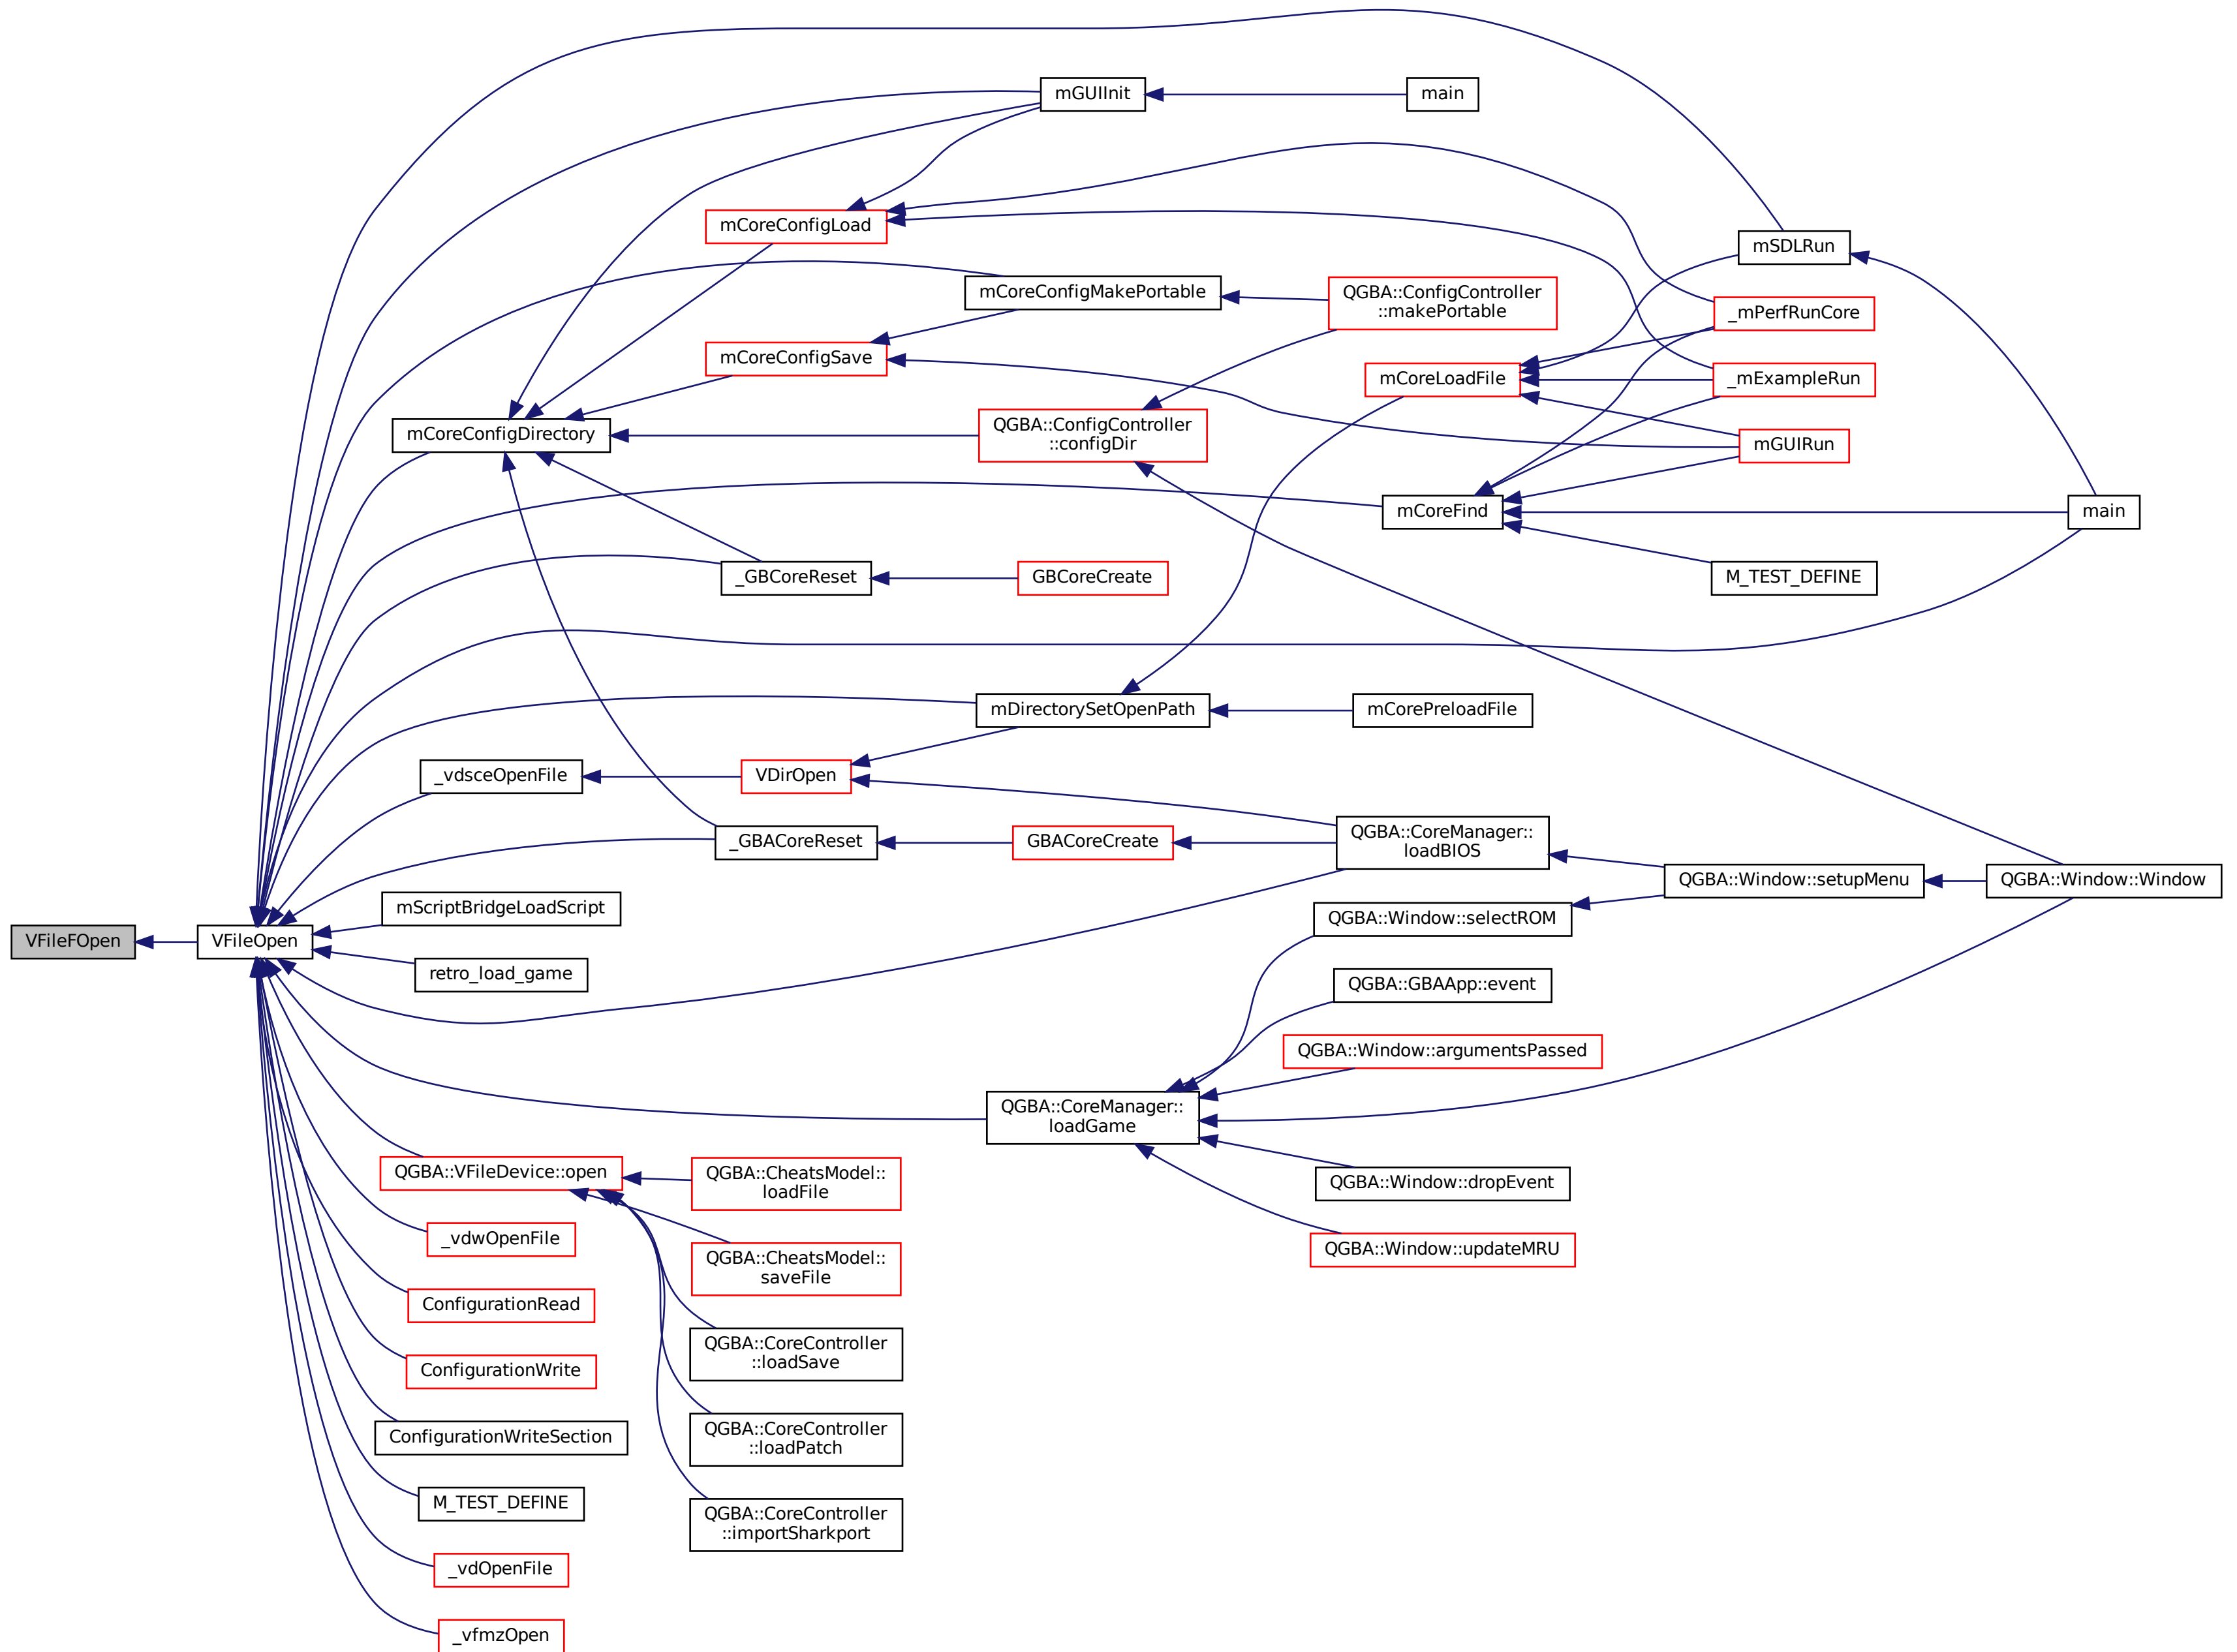 mGUIInit
main
mCoreConfigLoad
mSDLRun
mCoreConfigMakePortable
QGBA::ConfigController
::makePortable
_mPerfRunCore
mCoreConfigSave
mCoreLoadFile
_mExampleRun
mCoreConfigDirectory
QGBA::ConfigController
::configDir
mGUIRun
mCoreFind
main
_GBCoreReset
GBCoreCreate
M_TEST_DEFINE
mDirectorySetOpenPath
mCorePreloadFile
_vdsceOpenFile
VDirOpen
_GBACoreReset
GBACoreCreate
QGBA::CoreManager::
loadBIOS
QGBA::Window::setupMenu
QGBA::Window::Window
mScriptBridgeLoadScript
QGBA::Window::selectROM
VFileFOpen
VFileOpen
retro_load_game
QGBA::GBAApp::event
QGBA::Window::argumentsPassed
QGBA::CoreManager::
loadGame
QGBA::VFileDevice::open
QGBA::CheatsModel::
loadFile
QGBA::Window::dropEvent
_vdwOpenFile
QGBA::CheatsModel::
saveFile
QGBA::Window::updateMRU
ConfigurationRead
QGBA::CoreController
::loadSave
ConfigurationWrite
ConfigurationWriteSection
QGBA::CoreController
::loadPatch
M_TEST_DEFINE
QGBA::CoreController
::importSharkport
_vdOpenFile
_vfmzOpen